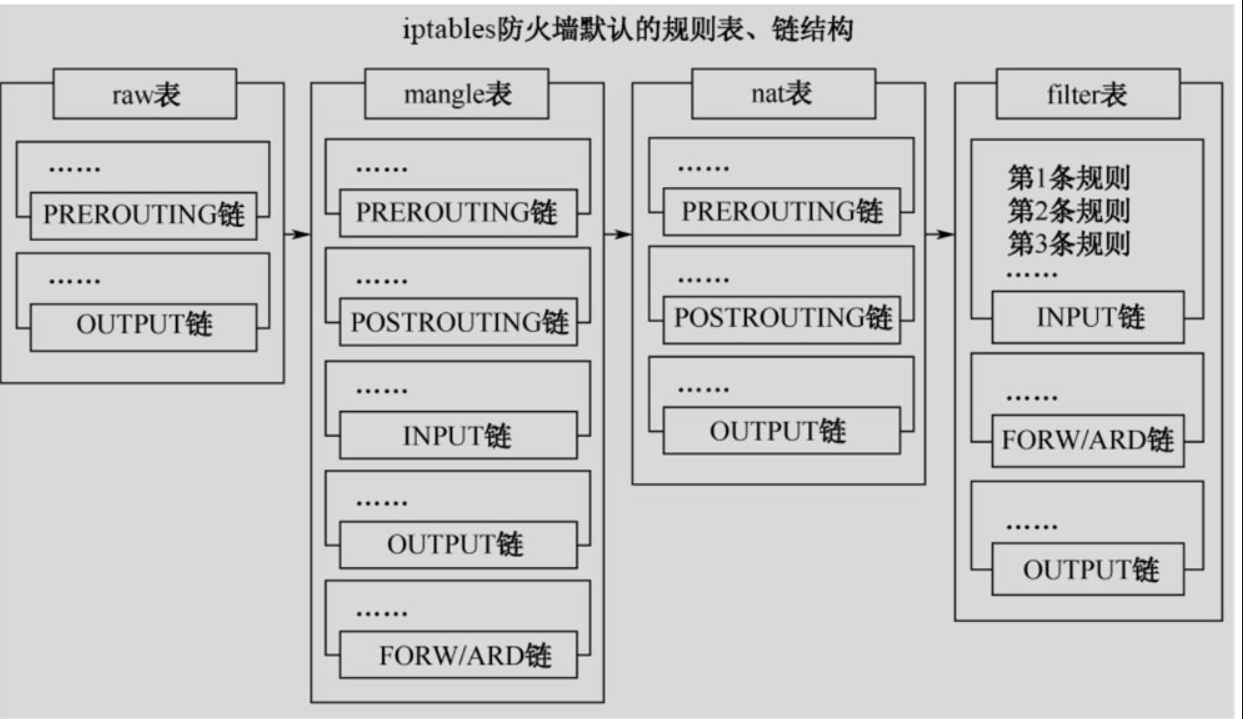 iptables防火墙默认的规则表、链结构
raw表
……
PREROUTING链
……
OUTPUT链
mangle表
……
PREROUTING链
……
POSTROUTING链
……
INPUT链
……
OUTPUT链
……
FORW/ARD链
nat表
……
PREROUTING链
……
POSTROUTING链
……
OUTPUT链
filter表
第1条规则
第2条规则
第3条规则
……
INPUT链
……
FORW/ARD链
……
OUTPUT链